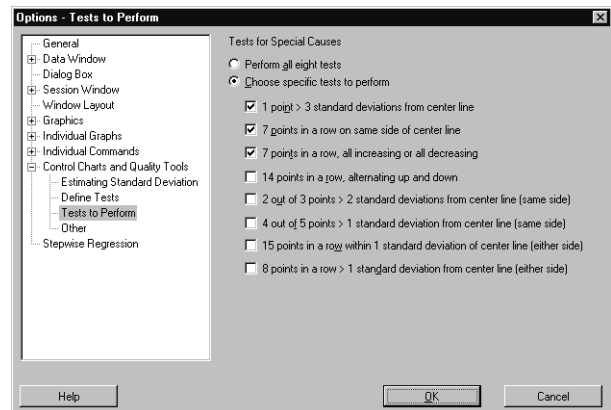 Options - Tests to Perform
General
Data Window
Dialog Box
Session Window
Window Layout
Graphics
Individual Graphs
Individual Commands
Control Charts and Quality Tools
Estimating Standard Deviation
Define Tests
Tests to Perform
Other
Stepwise Regression
Tests for Special Causes
Perform all eight tests
Choose specific tests to perform
1 point > 3 standard deviations from center line
7 points in a row on same side of center line
7 points in a row, all increasing or all decreasing
14 points in a row, alternating up and down
2 out of 3 points > 2 standard deviations from center line (same side)
4 out of 5 points > 1 standard deviation from center line (same side)
15 points in a row within 1 standard deviation of center line (either side)
8 points in a row > 1 standard deviation from center line (either side)
Help
OK
Cancel